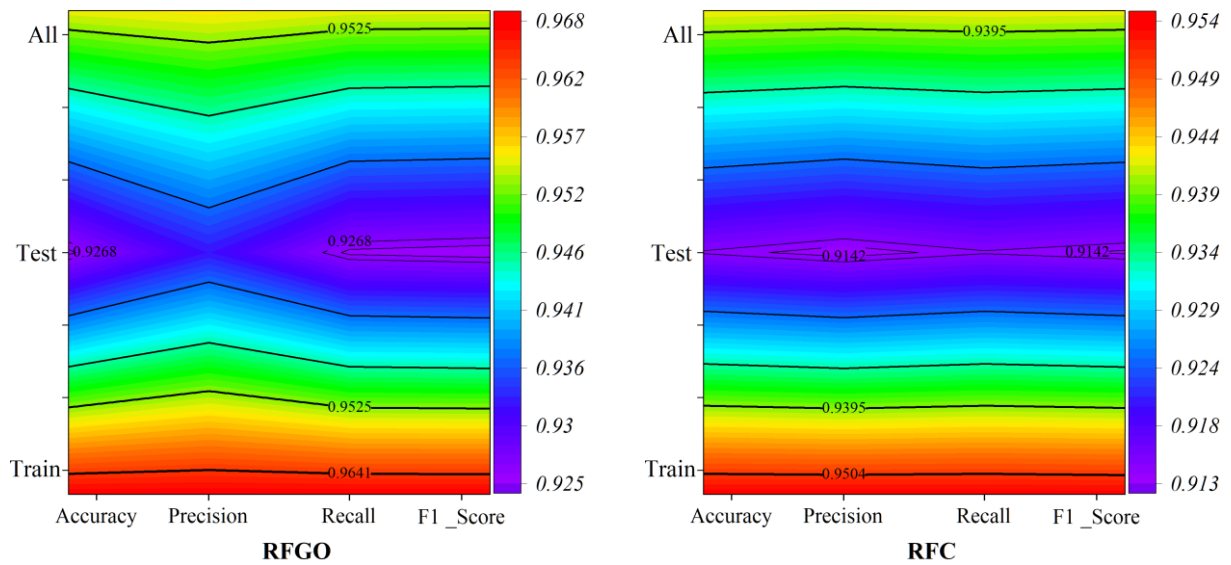 All
Test
Train
0.9525
0.9268
0.9268
0.9525
0.9641
Accuracy
Precision
Recall
F1 _Score
RFGO
0.968
0.962
0.957
0.952
0.946
0.941
0.936
0.93
0.925
All
Test
Train
0.9395
0.9142
0.9142
0.9395
0.9504
Accuracy
Precision
Recall
F1 _Score
RFC
0.954
0.949
0.944
0.939
0.934
0.929
0.924
0.918
0.913